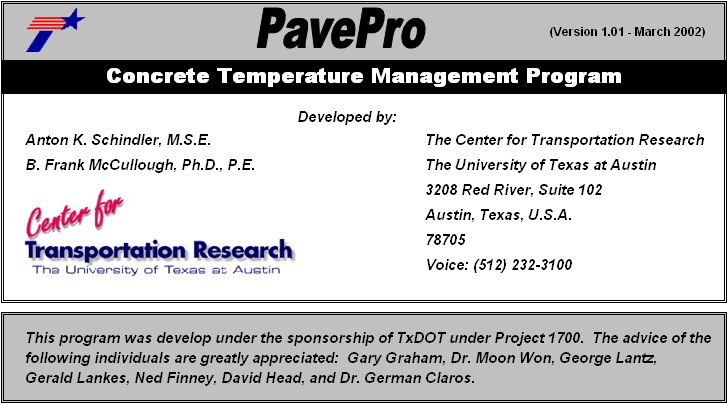 PavePro
(Version 1.01 - March 2002)
Concrete Temperature Management Program
Developed by:
Anton K. Schindler, M.S.E.
B. Frank McCullough, Ph.D., P.E.
The Center for Transportation Research
The University of Texas at Austin
3208 Red River, Suite 102
Austin, Texas, U.S.A.
78705
Voice: (512) 232-3100
Center for
Transportation Research
The University of Texas at Austin
This program was develop under the sponsorship of TxDOT under Project 1700. The advice of the
following individuals are greatly appreciated: Gary Graham, Dr. Moon Won, George Lantz,
Gerald Lankes, Ned Finney, David Head, and Dr. German Claros.